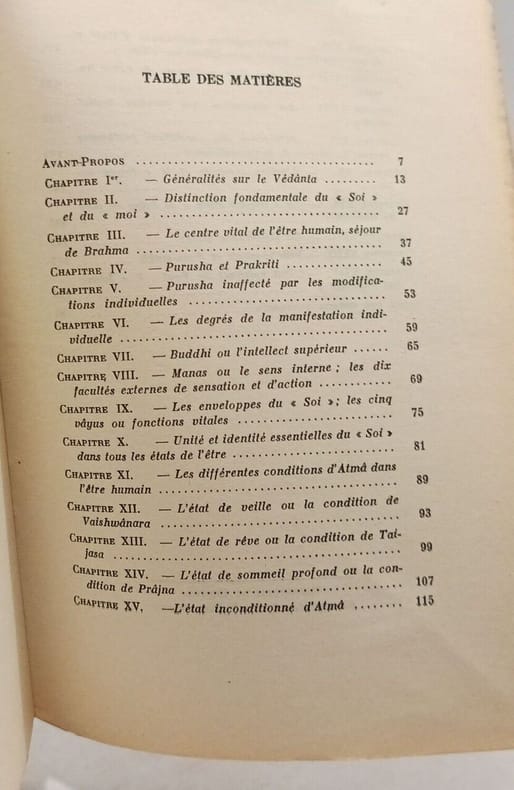 TABLE DES MATIÈRES
AVANT-PROPOS .................................... 7
CHAPITRE Ier. — Généralités sur le Védânta ......... 13
CHAPITRE II. — Distinction fondamentale du « Soi »
et du « moi » .................................. 27
CHAPITRE III. — Le centre vital de l'être humain, séjour
de Brahma .................................... 37
CHAPITRE IV. — Purusha et Prakriti .............. 45
CHAPITRE V. — Purusha inaffecté par les modifica-
tions individuelles ............................. 53
CHAPITRE VI. — Les degrés de la manifestation indi-
viduelle ....................................... 59
CHAPITRE VII. — Buddhi ou l'intellect supérieur ...... 65
CHAPITRE VIII. — Manas ou le sens interne ; les dix
facultés externes de sensation et d'action ........... 69
CHAPITRE IX. — Les enveloppes du « Soi »; les cinq
vâyus ou fonctions vitales ....................... 75
CHAPITRE X. — Unité et identité essentielles du « Soi »
dans tous les états de l'être ...................... 81
CHAPITRE XI. — Les différentes conditions d'Atmâ dans
l'être humain .................................. 89
CHAPITRE XII. — L'état de veille ou la condition de
Vaishwânara .................................. 93
CHAPITRE XIII. — L'état de rêve ou la condition de Tai-
jasa .......................................... 99
CHAPITRE XIV. — L'état de sommeil profond ou la con-
dition de Prâjna ............................... 107
CHAPITRE XV. — L'état inconditionné d'Atmâ ........ 115